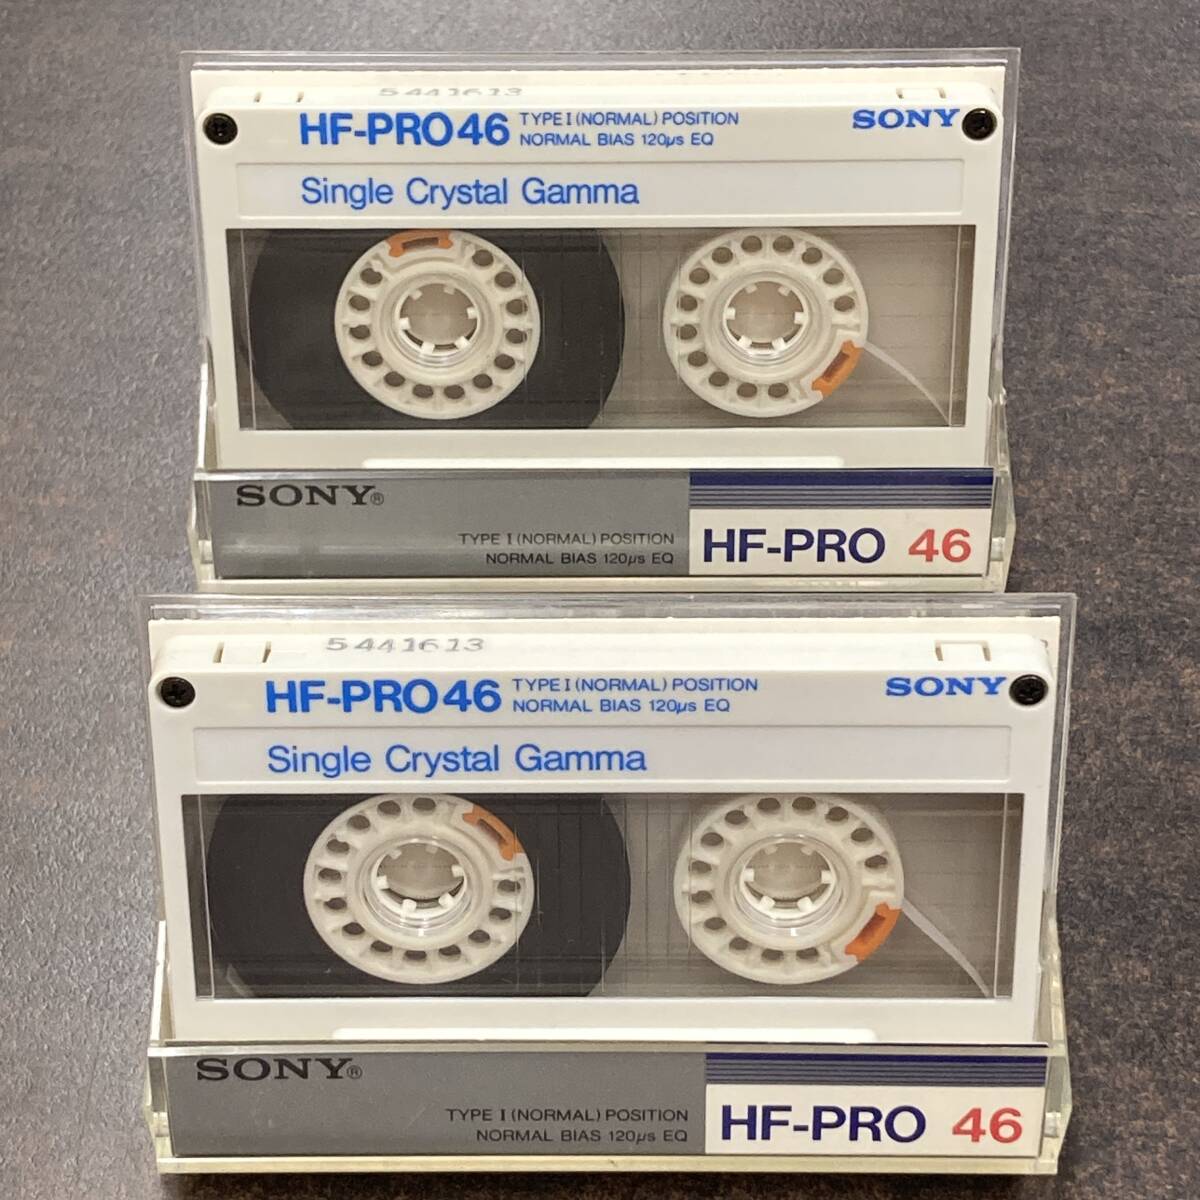 5441613
HF-PRO46 TYPE I (NORMAL) POSITION
NORMAL BIAS 120µs EQ
SONY
Single Crystal Gamma
SONY®
TYPE I (NORMAL) POSITION
NORMAL BIAS 120µs EQ
HF-PRO 46
5441613
HF-PRO46 TYPE I (NORMAL) POSITION
NORMAL BIAS 120µs EQ
SONY
Single Crystal Gamma
SONY®
TYPE I (NORMAL) POSITION
NORMAL BIAS 120µs EQ
HF-PRO 46